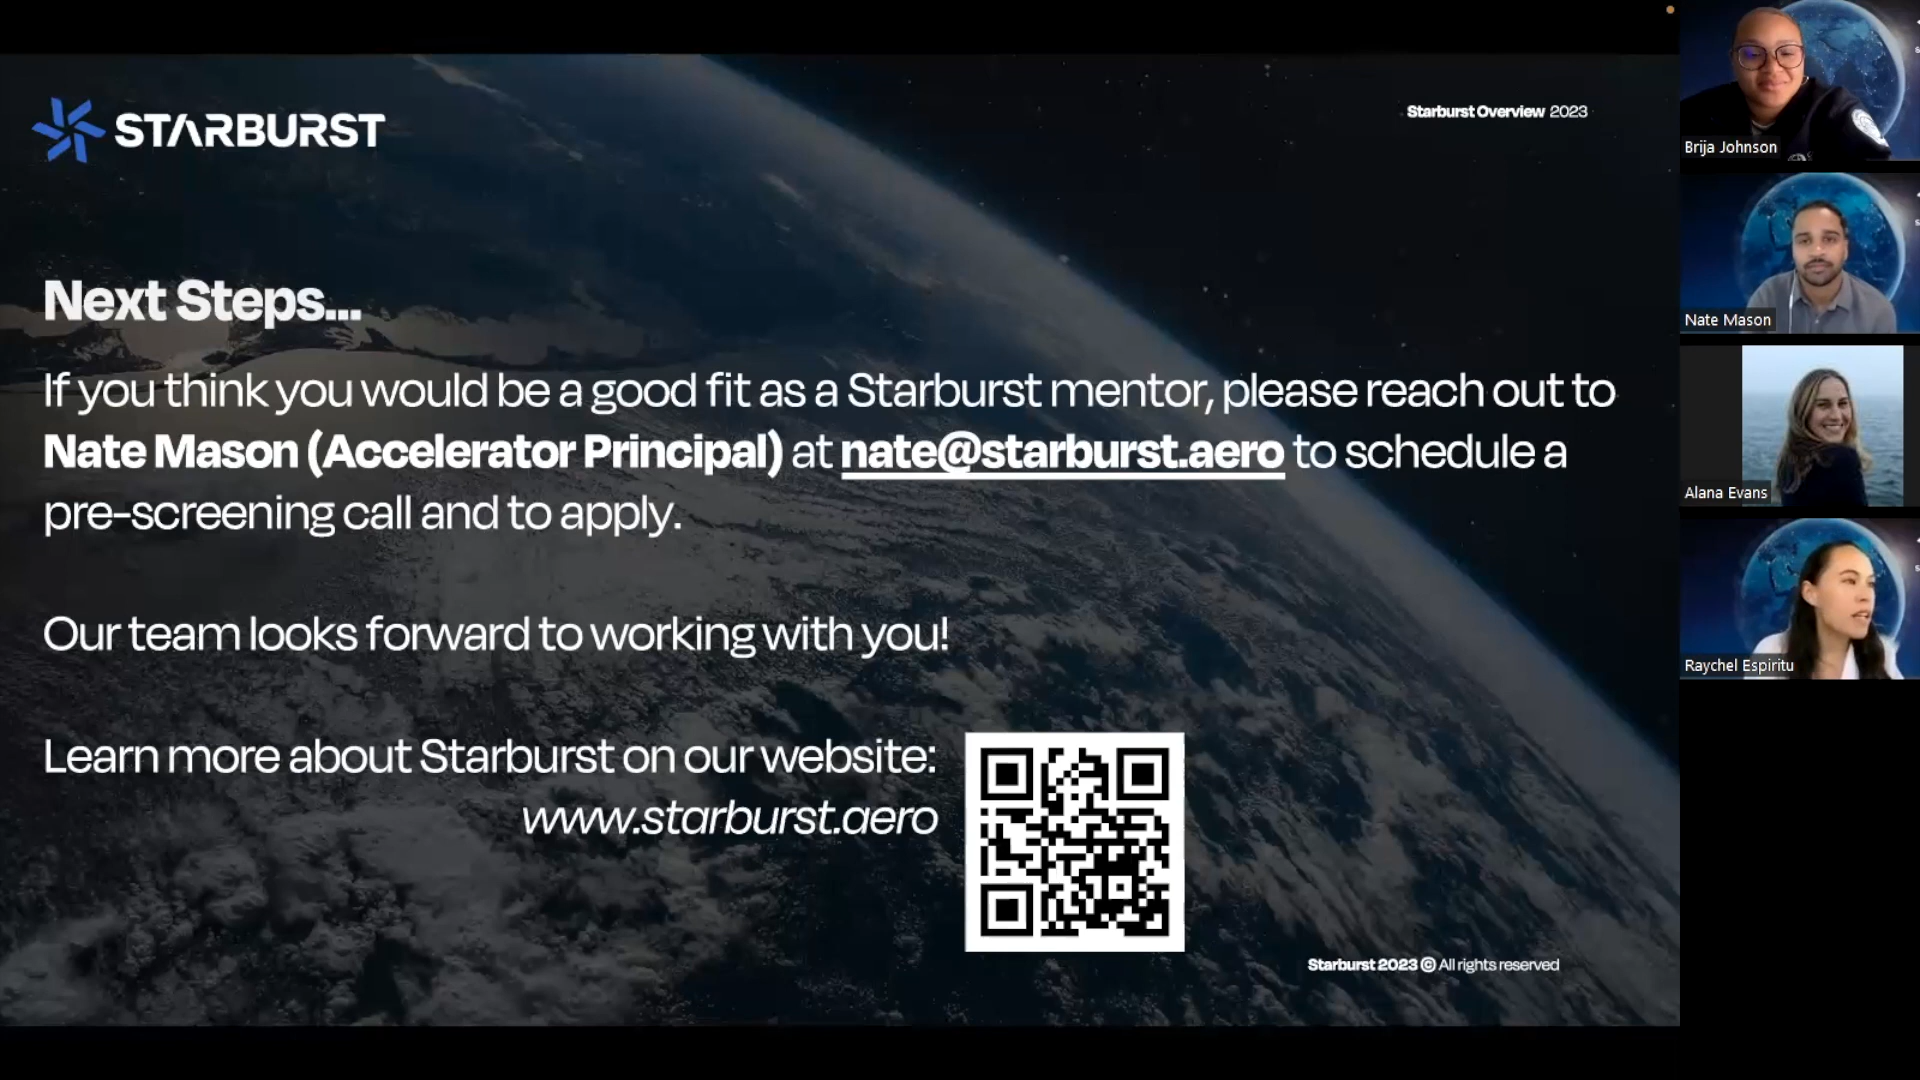 STARBURST
Starburst Overview 2023
Next Steps...
If you think you would be a good fit as a Starburst mentor, please reach out to
Nate Mason (Accelerator Principal) at nate@starburst.aero to schedule a
pre-screening call and to apply.
Our team looks forward to working with you!
Learn more about Starburst on our website:
www.starburst.aero
Starburst 2023 © All rights reserved
Brija Johnson
Nate Mason
Alana Evans
Raychel Espiritu